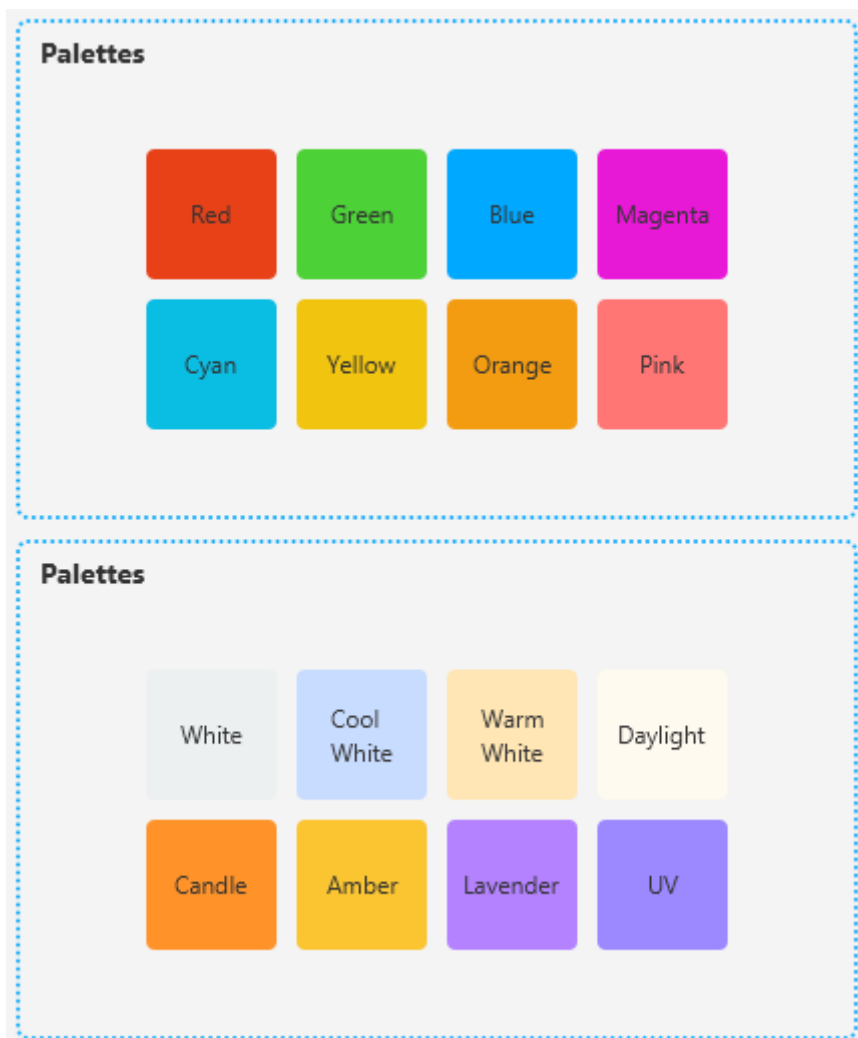 Palettes
Red
Green
Blue
Magenta
Cyan
Yellow
Orange
Pink
Palettes
White
Cool
White
Warm
White
Daylight
Candle
Amber
Lavender
UV